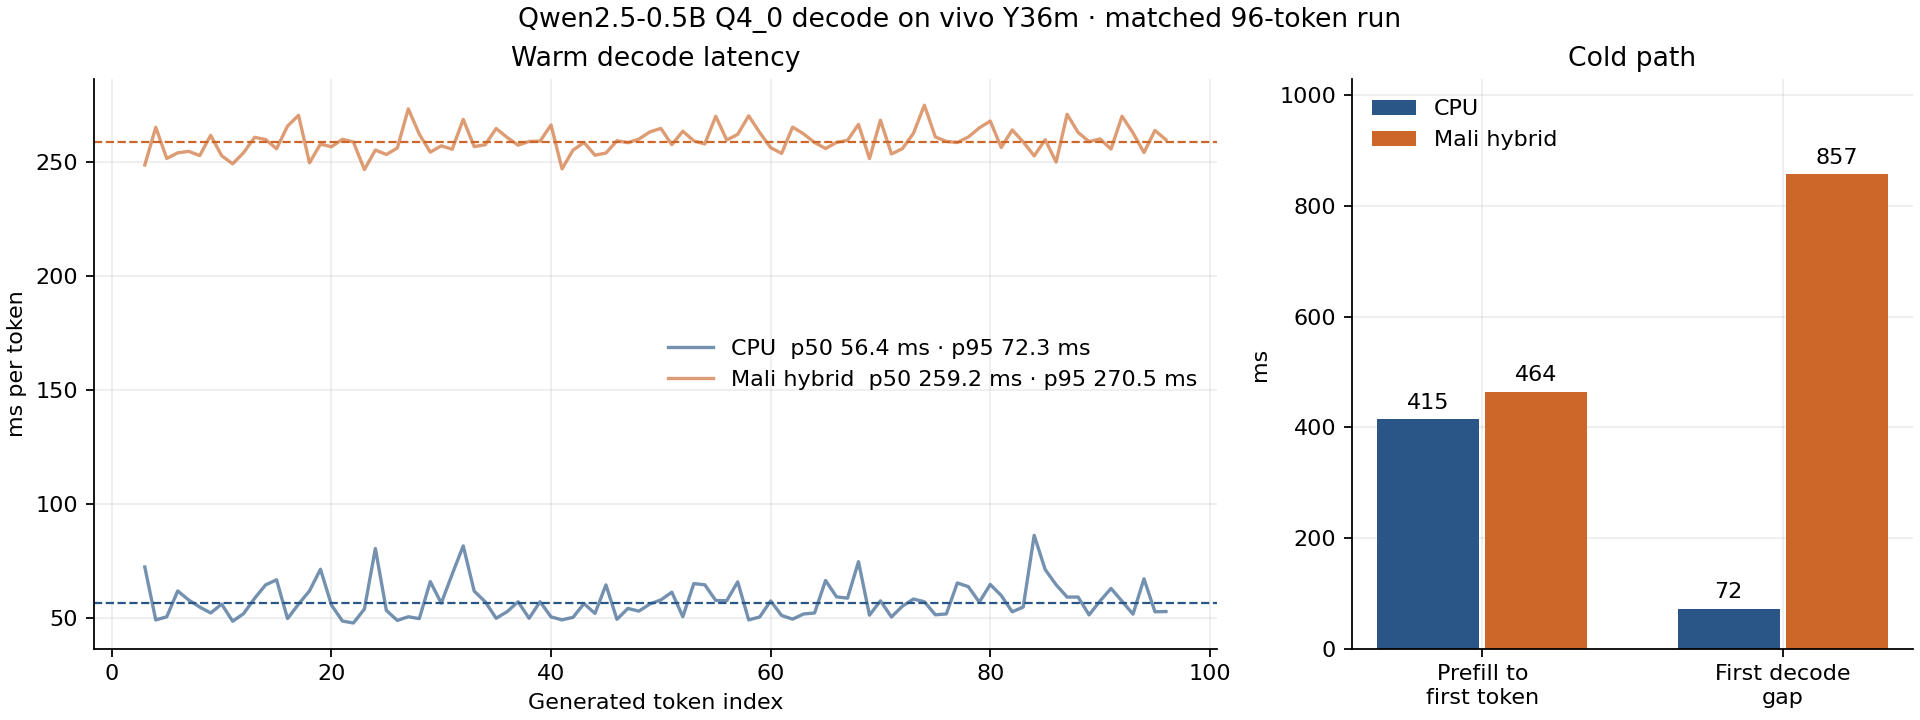 Qwen2.5-0.5B Q4_0 decode on vivo Y36m · matched 96-token run
Warm decode latency
ms per token
250
200
150
100
50
0
20
40
60
80
100
Generated token index
CPU  p50 56.4 ms · p95 72.3 ms
Mali hybrid  p50 259.2 ms · p95 270.5 ms
Cold path
ms
1000
800
600
400
200
0
CPU
Mali hybrid
415
464
72
857
Prefill to
first token
First decode
gap